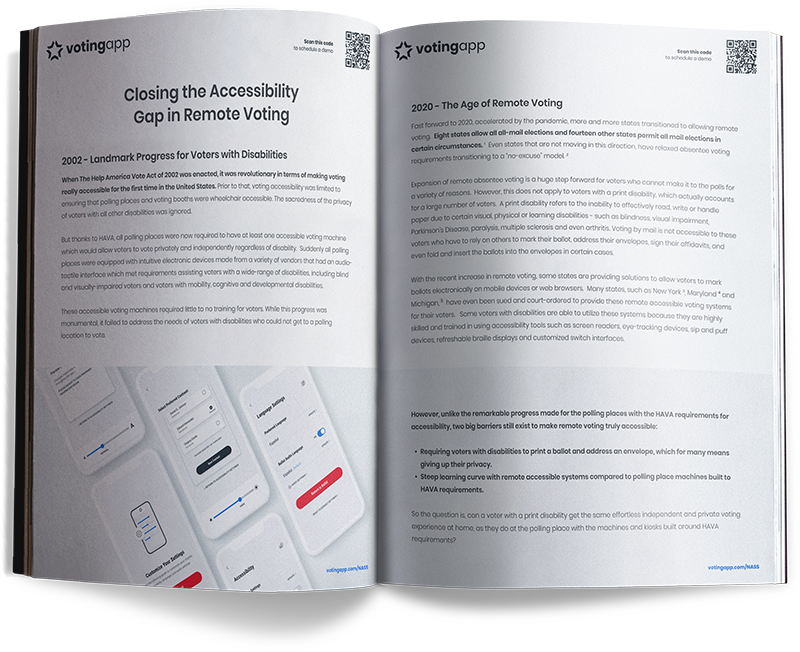 votingapp
Scan this code
to schedule a demo
Closing the Accessibility
Gap in Remote Voting
2002 - Landmark Progress for Voters with Disabilities
When The Help America Vote Act of 2002 was enacted, it was revolutionary in terms of making voting
really accessible for the first time in the United States. Prior to that, voting accessibility was limited to
ensuring that polling places and voting booths were wheelchair accessible. The sacredness of the privacy
of voters with all other disabilities was ignored.
But thanks to HAVA, all polling places were now required to have at least one accessible voting machine
which would allow voters to vote privately and independently regardless of disability. Suddenly all polling
places were equipped with intuitive electronic devices made from a variety of vendors that had an audio-
tactile interface which met requirements assisting voters with a wide-range of disabilities, including blind
and visually-impaired voters and voters with mobility, cognitive and developmental disabilities.
These accessible voting machines required little to no training for voters. While this progress was
monumental, it failed to address the needs of voters with disabilities who could not get to a polling
location to vote.
Select Preferred Contrast
Language Settings
Preferred Language
Español
Ballot Audio Language
Español
Customize Your Settings
Accessibility
votingapp.com/NASS
votingapp
Scan this code
to schedule a demo
2020 - The Age of Remote Voting
Fast forward to 2020, accelerated by the pandemic, more and more states transitioned to allowing remote
voting. Eight states allow all all-mail elections and fourteen other states permit all mail elections in
certain circumstances. ¹ Even states that are not moving in this direction, have relaxed absentee voting
requirements transitioning to a "no-excuse" model. ²
Expansion of remote absentee voting is a huge step forward for voters who cannot make it to the polls for
a variety of reasons. However, this does not apply to voters with a print disability, which actually accounts
for a large number of voters. A print disability refers to the inability to effectively read, write or handle
paper due to certain visual, physical or learning disabilities - such as blindness, visual impairment,
Parkinson's Disease, paralysis, multiple sclerosis and even arthritis. Voting by mail is not accessible to these
voters who have to rely on others to mark their ballot, address their envelopes, sign their affidavits, and
even fold and insert the ballots into the envelopes in certain cases.
With the recent increase in remote voting, some states are providing solutions to allow voters to mark
ballots electronically on mobile devices or web browsers. Many states, such as New York ³, Maryland ⁴ and
Michigan, ⁵ have even been sued and court-ordered to provide these remote accessible voting systems
for their voters. Some voters with disabilities are able to utilize these systems because they are highly
skilled and trained in using accessibility tools such as screen readers, eye-tracking devices, sip and puff
devices, refreshable braille displays and customized switch interfaces.
However, unlike the remarkable progress made for the polling places with the HAVA requirements for
accessibility, two big barriers still exist to make remote voting truly accessible:
• Requiring voters with disabilities to print a ballot and address an envelope, which for many means
giving up their privacy.
• Steep learning curve with remote accessible systems compared to polling place machines built to
HAVA requirements.
So the question is, can a voter with a print disability get the same effortless independent and private voting
experience at home, as they do at the polling place with the machines and kiosks built around HAVA
requirements?
votingapp.com/NASS